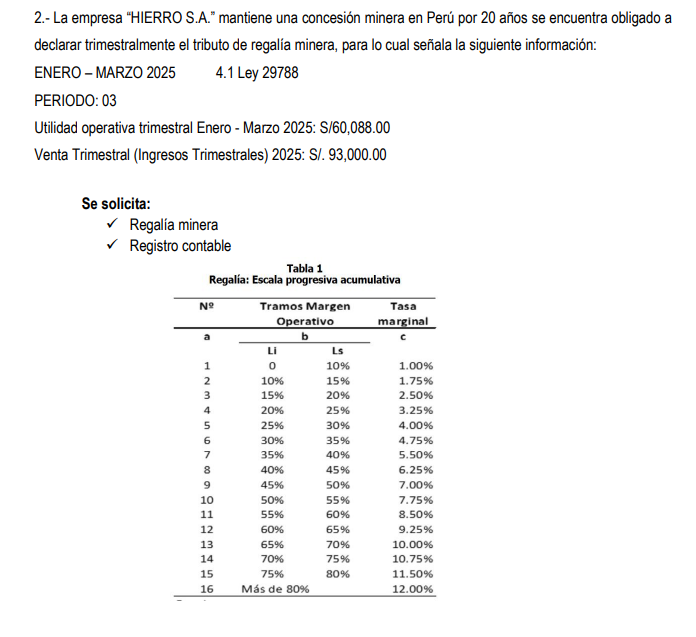 2.- La empresa “HIERRO S.A.” mantiene una concesión minera en Perú por 20 años se encuentra obligado a
declarar trimestralmente el tributo de regalía minera, para lo cual señala la siguiente información:
ENERO – MARZO 2025 4.1 Ley 29788
PERIODO: 03
Utilidad operativa trimestral Enero - Marzo 2025: S/60,088.00
Venta Trimestral (Ingresos Trimestrales) 2025: S/. 93,000.00
Se solicita:
✓ Regalía minera
✓ Registro contable
Tabla 1
Regalía: Escala progresiva acumulativa
Nº Tramos Margen Tasa
Operativo marginal
a b c
Li Ls
1 0 10% 1.00%
2 10% 15% 1.75%
3 15% 20% 2.50%
4 20% 25% 3.25%
5 25% 30% 4.00%
6 30% 35% 4.75%
7 35% 40% 5.50%
8 40% 45% 6.25%
9 45% 50% 7.00%
10 50% 55% 7.75%
11 55% 60% 8.50%
12 60% 65% 9.25%
13 65% 70% 10.00%
14 70% 75% 10.75%
15 75% 80% 11.50%
16 Más de 80% 12.00%